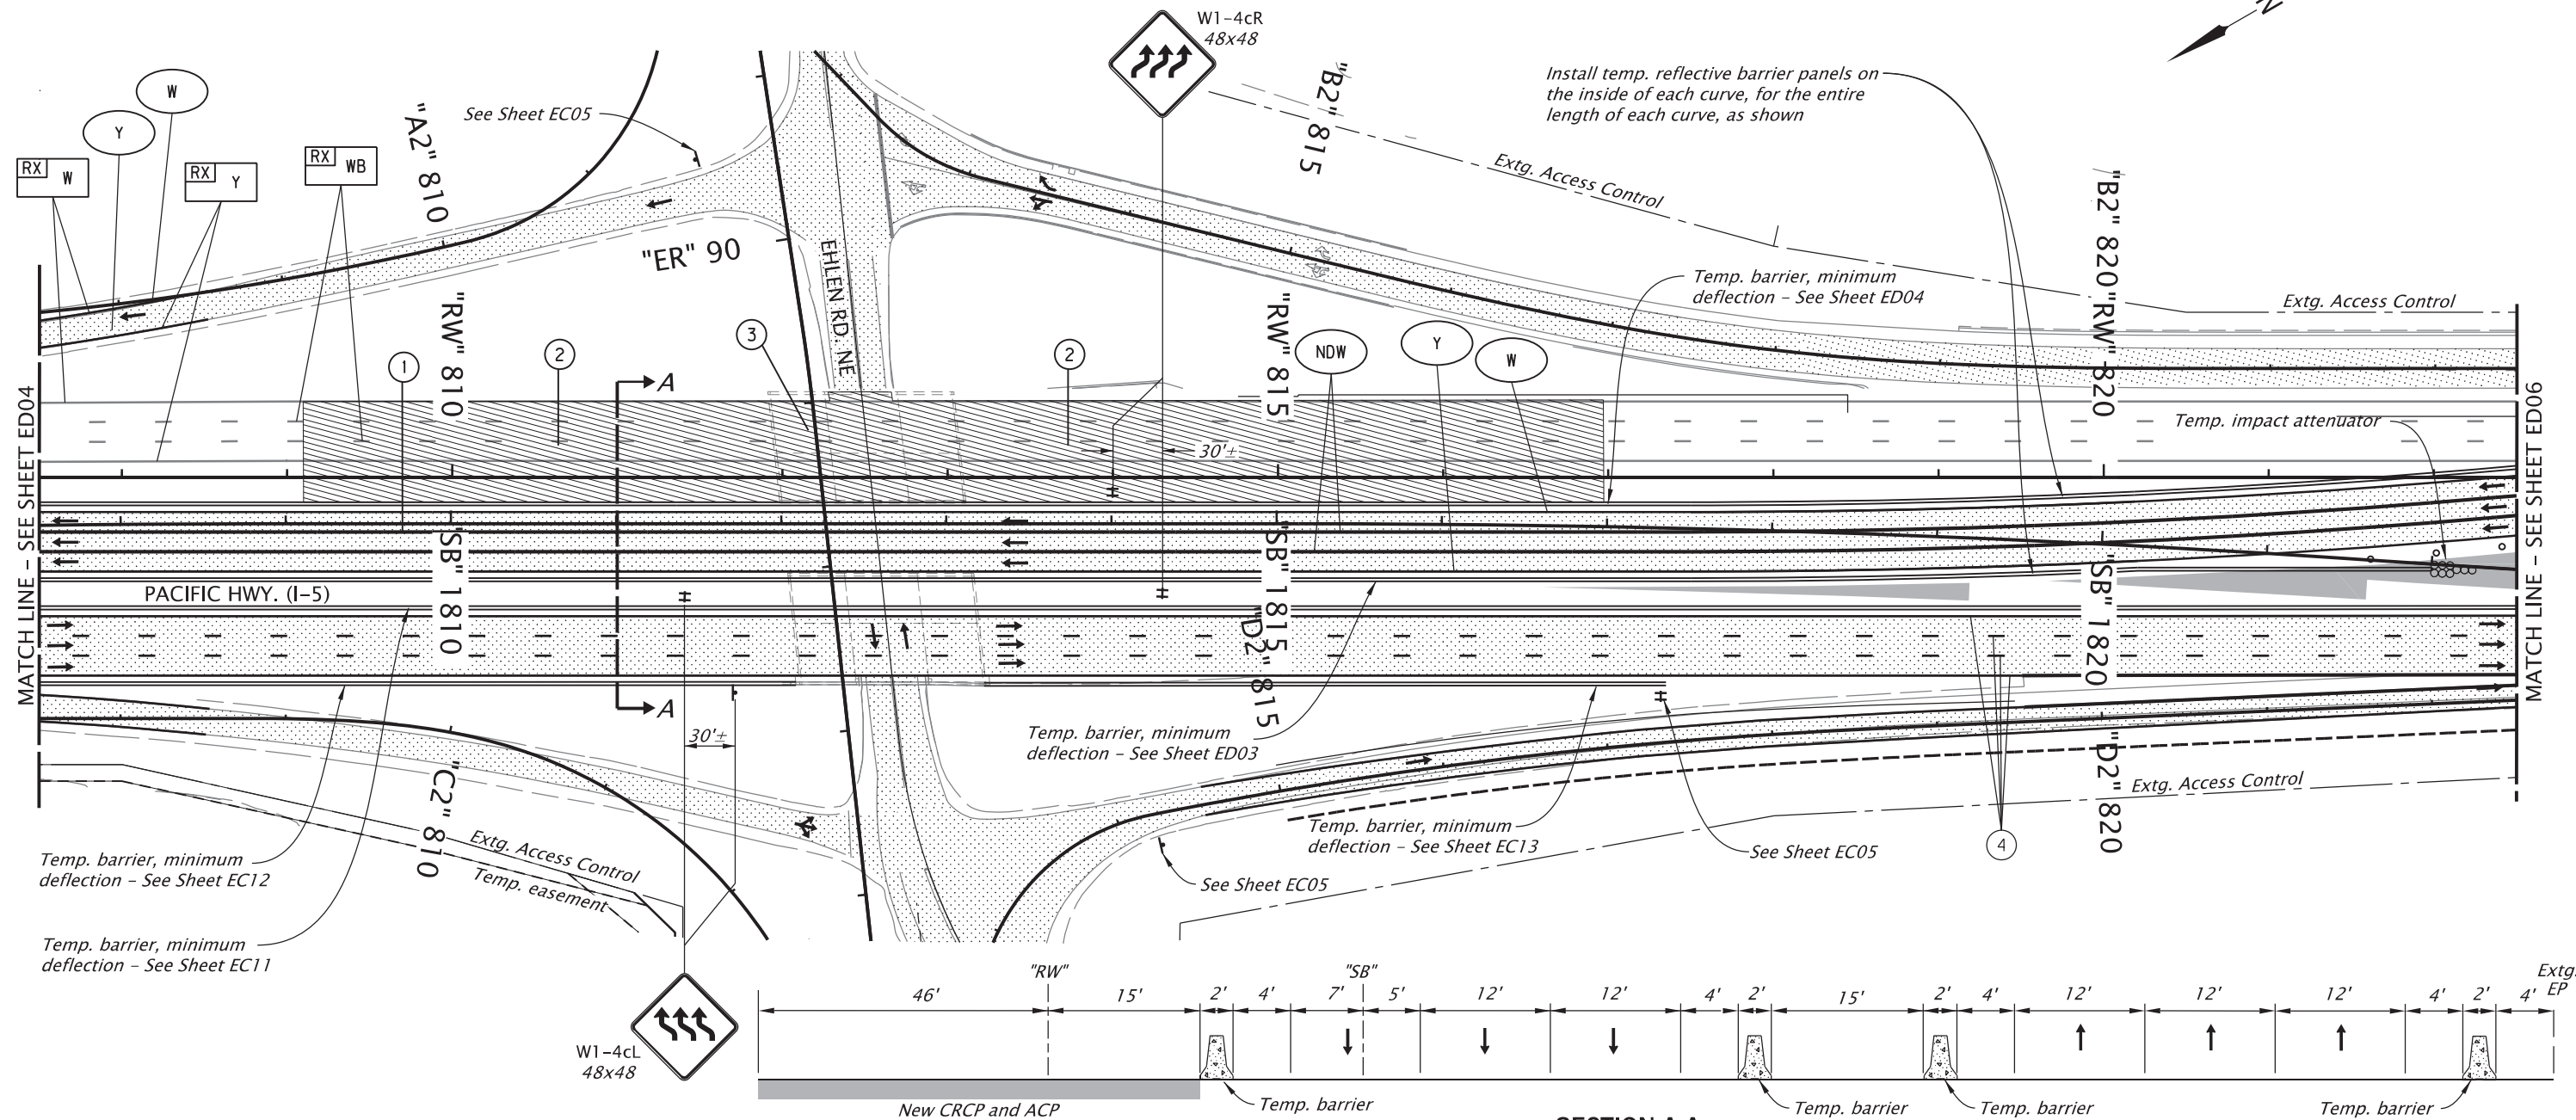 W1-4cR
48x48
N
Install temp. reflective barrier panels on
the inside of each curve, for the entire
length of each curve, as shown
W
Y
RX W
RX Y
RX WB
"A2" 810
See Sheet EC05
"B2" 815
Extg. Access Control
"B2" 820
"ER" 90
EHLEN RD. NE
Temp. barrier, minimum
deflection – See Sheet ED04
Extg. Access Control
"RW" 810
"RW" 815
"RW" 820
1
2
3
2
NDW
Y
W
A
30'±
Temp. impact attenuator
MATCH LINE – SEE SHEET ED04
MATCH LINE – SEE SHEET ED06
PACIFIC HWY. (I-5)
"SB" 1810
"SB" 1815
"SB" 1820
A
30'±
"D2" 815
Temp. barrier, minimum
deflection – See Sheet ED03
"D2" 820
Extg. Access Control
"C2" 810
Temp. barrier, minimum
deflection – See Sheet EC13
See Sheet EC05
4
Temp. barrier, minimum
deflection – See Sheet EC12
Extg. Access Control
Temp. easement
See Sheet EC05
Temp. barrier, minimum
deflection – See Sheet EC11
W1-4cL
48x48
"RW"
"SB"
Extg.
EP
46' 15' 2' 4' 7' 5' 12' 12' 4' 2' 15' 2' 4' 12' 12' 12' 4' 2' 4'
New CRCP and ACP
Temp. barrier
Temp. barrier
Temp. barrier
Temp. barrier